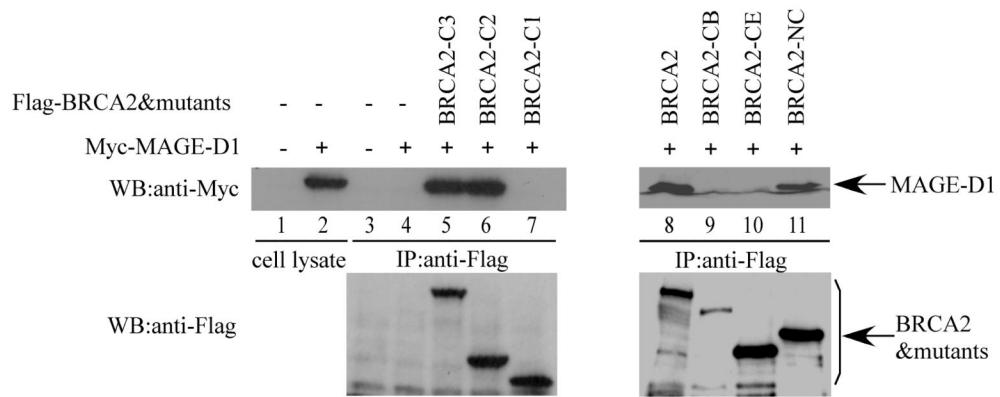 BRCA2-C3
BRCA2-C2
BRCA2-C1
BRCA2
BRCA2-CB
BRCA2-CE
BRCA2-NC
Flag-BRCA2&mutants - - - -
Myc-MAGE-D1 - + - + + + + + + + +
WB:anti-Myc
MAGE-D1
1 2 3 4 5 6 7 8 9 10 11
cell lysate IP:anti-Flag IP:anti-Flag
WB:anti-Flag
BRCA2
&mutants